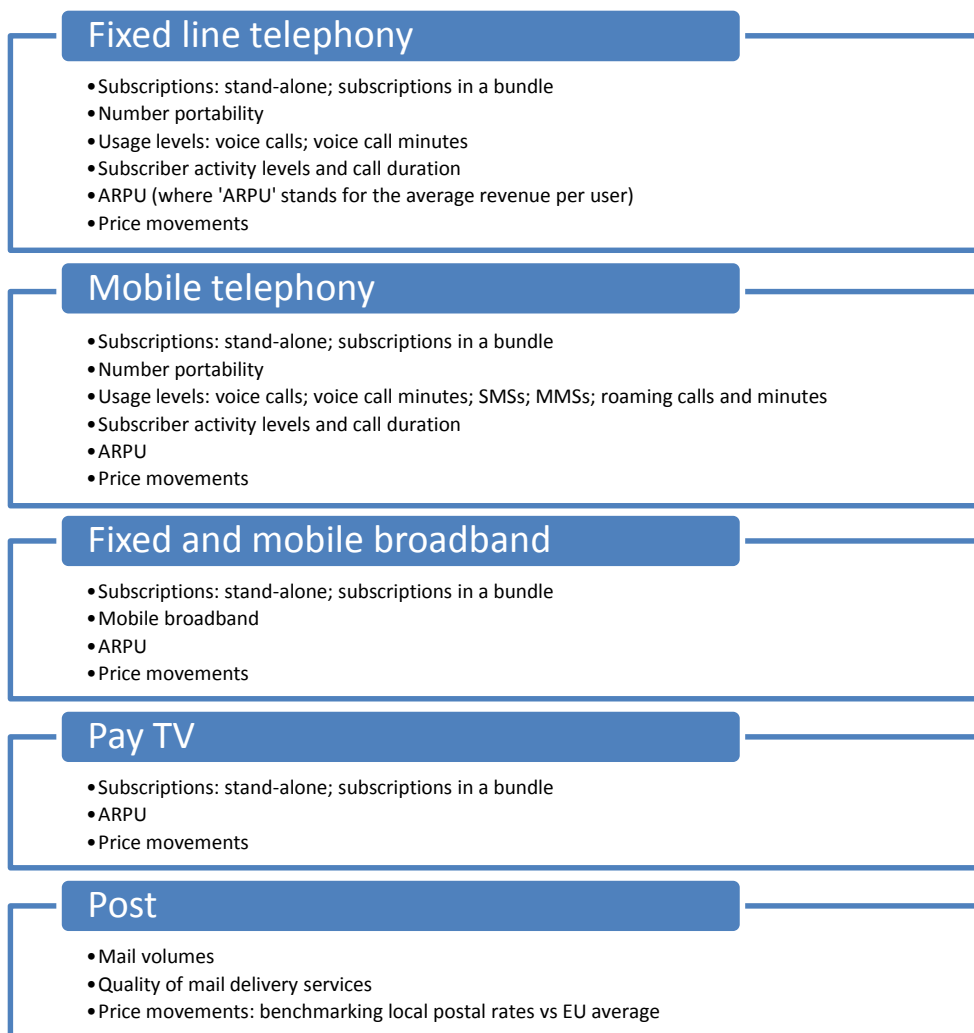 Fixed line telephony
•Subscriptions: stand-alone; subscriptions in a bundle
•Number portability
•Usage levels: voice calls; voice call minutes
•Subscriber activity levels and call duration
•ARPU (where 'ARPU' stands for the average revenue per user)
•Price movements
Mobile telephony
•Subscriptions: stand-alone; subscriptions in a bundle
•Number portability
•Usage levels: voice calls; voice call minutes; SMSs; MMSs; roaming calls and minutes
•Subscriber activity levels and call duration
•ARPU
•Price movements
Fixed and mobile broadband
•Subscriptions: stand-alone; subscriptions in a bundle
•Mobile broadband
•ARPU
•Price movements
Pay TV
•Subscriptions: stand-alone; subscriptions in a bundle
•ARPU
•Price movements
Post
•Mail volumes
•Quality of mail delivery services
•Price movements: benchmarking local postal rates vs EU average